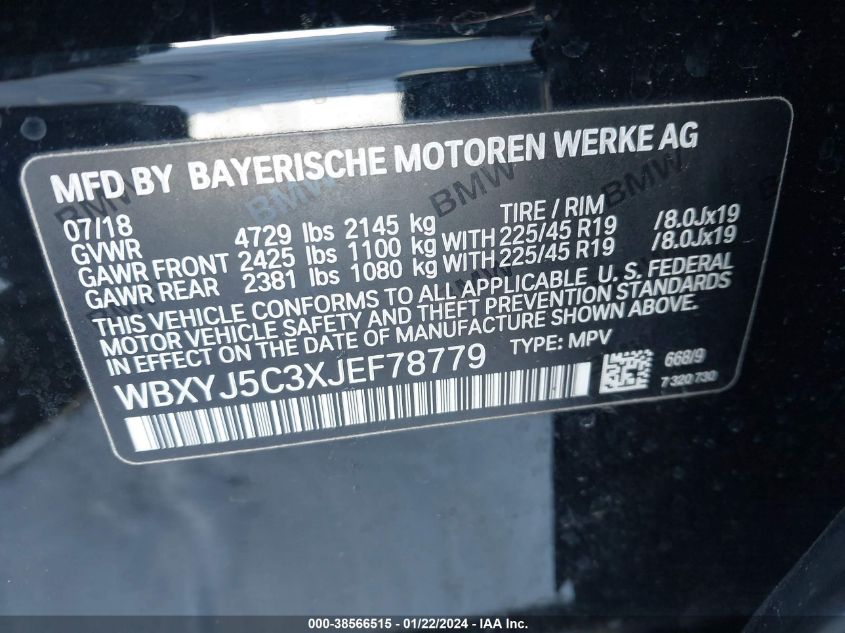 MFD BY BAYERISCHE MOTOREN WERKE AG
07/18 TIRE / RIM
GVWR 4729 lbs 2145 kg
GAWR FRONT 2425 lbs 1100 kg WITH 225/45 R19 /8.0Jx19
GAWR REAR 2381 lbs 1080 kg WITH 225/45 R19 /8.0Jx19
THIS VEHICLE CONFORMS TO ALL APPLICABLE U. S. FEDERAL
MOTOR VEHICLE SAFETY AND THEFT PREVENTION STANDARDS
IN EFFECT ON THE DATE OF MANUFACTURE SHOWN ABOVE.
WBXYJ5C3XJEF78779 TYPE: MPV
668/9
7 320 730
BMW BMW BMW BMW
000-38566515 - 01/22/2024 - IAA Inc.